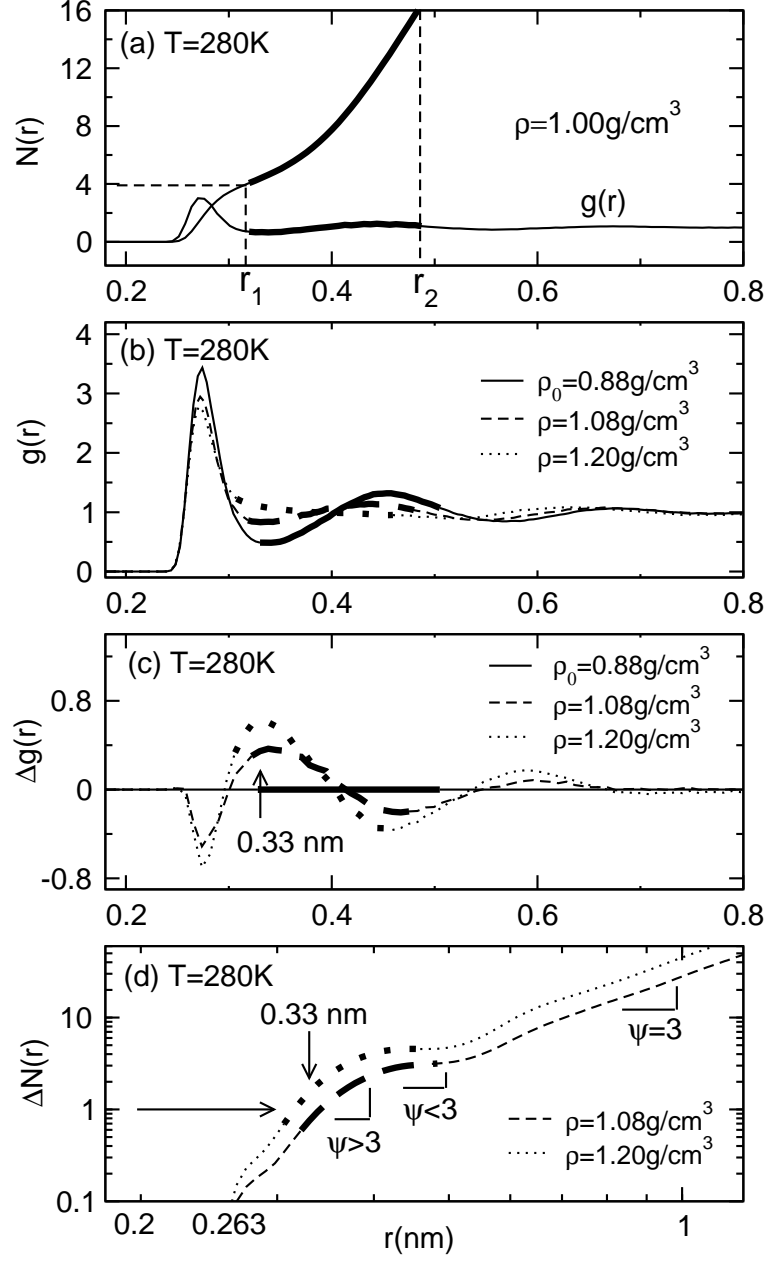 16
(a) T=280K
12
ρ=1.00g/cm³
N(r)
8
4
g(r)
0
0.2 r₁ 0.4 r₂ 0.6 0.8
4
(b) T=280K
ρ₀=0.88g/cm³
3
ρ=1.08g/cm³
g(r)
2
ρ=1.20g/cm³
1
0
0.2 0.4 0.6 0.8
(c) T=280K
ρ₀=0.88g/cm³
0.8
ρ=1.08g/cm³
ρ=1.20g/cm³
Δg(r)
0
0.33 nm
-0.8
0.2 0.4 0.6 0.8
(d) T=280K
0.33 nm
10
ψ=3
ΔN(r)
1
ψ<3
ρ=1.08g/cm³
ψ>3
ρ=1.20g/cm³
0.1
0.2 0.263 r(nm) 1